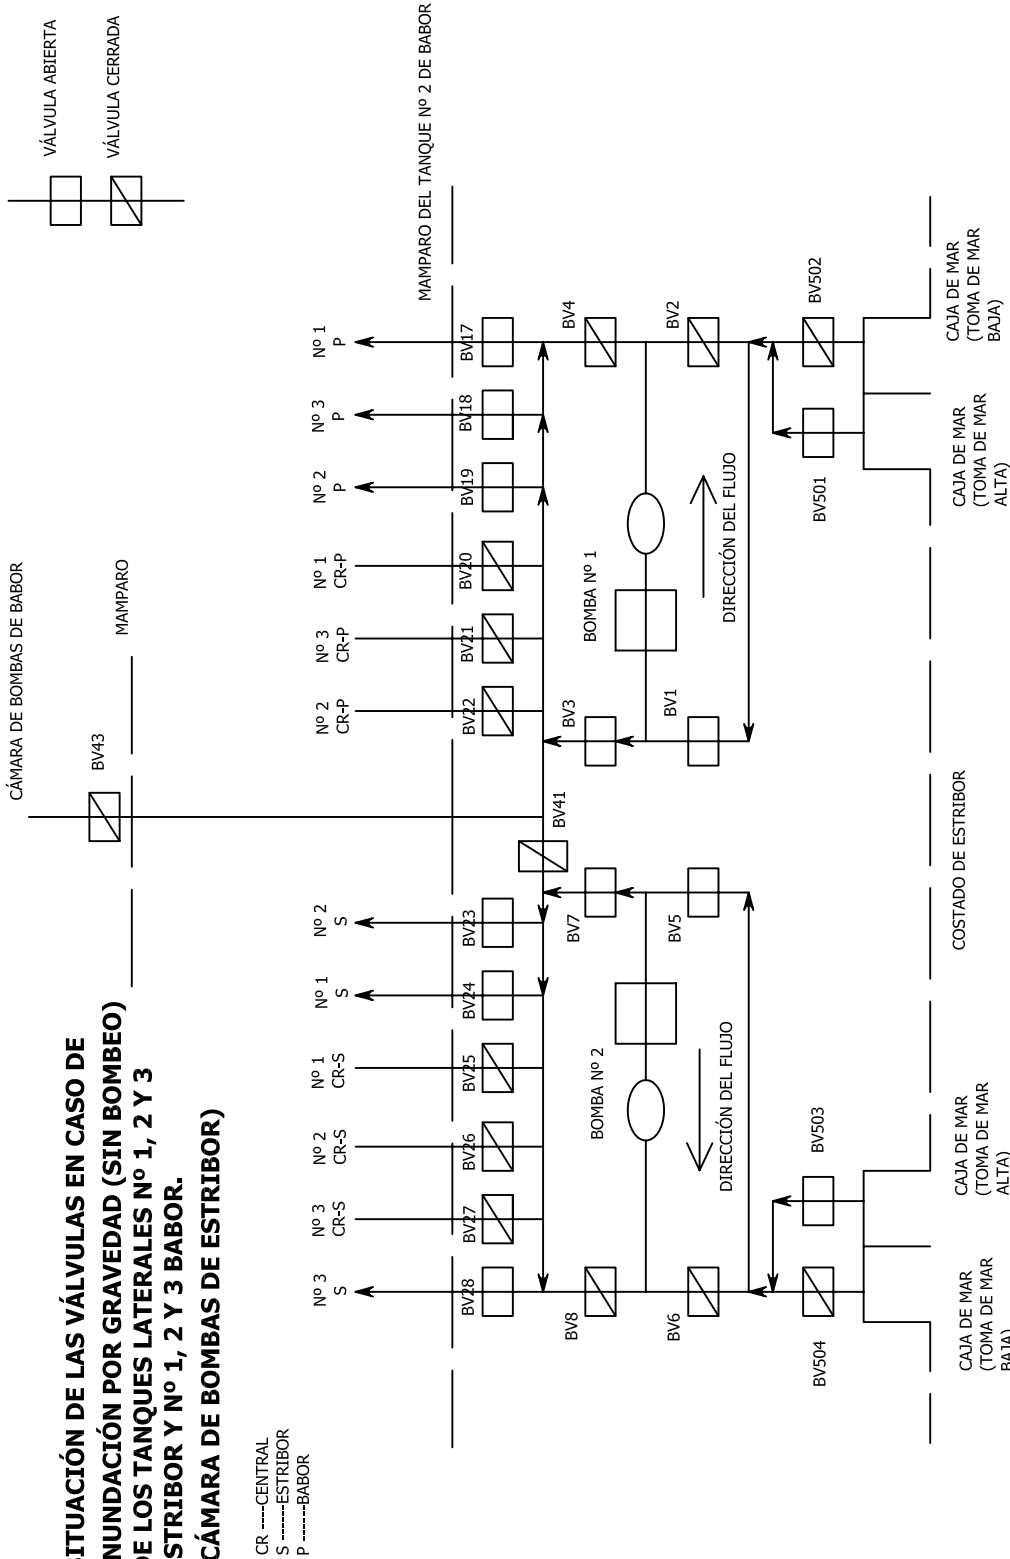 SITUACIÓN DE LAS VÁLVULAS EN CASO DE
NUNDACIÓN POR GRAVEDAD (SIN BOMBEO)
DE LOS TANQUES LATERALES Nº 1, 2 Y 3
STRIBOR Y Nº 1, 2 Y 3 BABOR.
CÁMARA DE BOMBAS DE ESTRIBOR)
CR ----CENTRAL
S ------ESTRIBOR
P ------BABOR
CÁMARA DE BOMBAS DE BABOR
BV43
MAMPARO
VÁLVULA ABIERTA
VÁLVULA CERRADA
Nº 3
S
Nº 3
CR-S
Nº 2
CR-S
Nº 1
CR-S
Nº 1
S
Nº 2
S
Nº 2
CR-P
Nº 3
CR-P
Nº 1
CR-P
Nº 2
P
Nº 3
P
Nº 1
P
MAMPARO DEL TANQUE Nº 2 DE BABOR
BV28
BV27
BV26
BV25
BV24
BV23
BV22
BV21
BV20
BV19
BV18
BV17
BV41
BV8
BV7
BV3
BV4
BOMBA Nº 2
BOMBA Nº 1
BV6
BV5
BV1
BV2
DIRECCIÓN DEL FLUJO
DIRECCIÓN DEL FLUJO
BV504
BV503
BV501
BV502
CAJA DE MAR
(TOMA DE MAR
BAJA)
CAJA DE MAR
(TOMA DE MAR
ALTA)
COSTADO DE ESTRIBOR
CAJA DE MAR
(TOMA DE MAR
ALTA)
CAJA DE MAR
(TOMA DE MAR
BAJA)